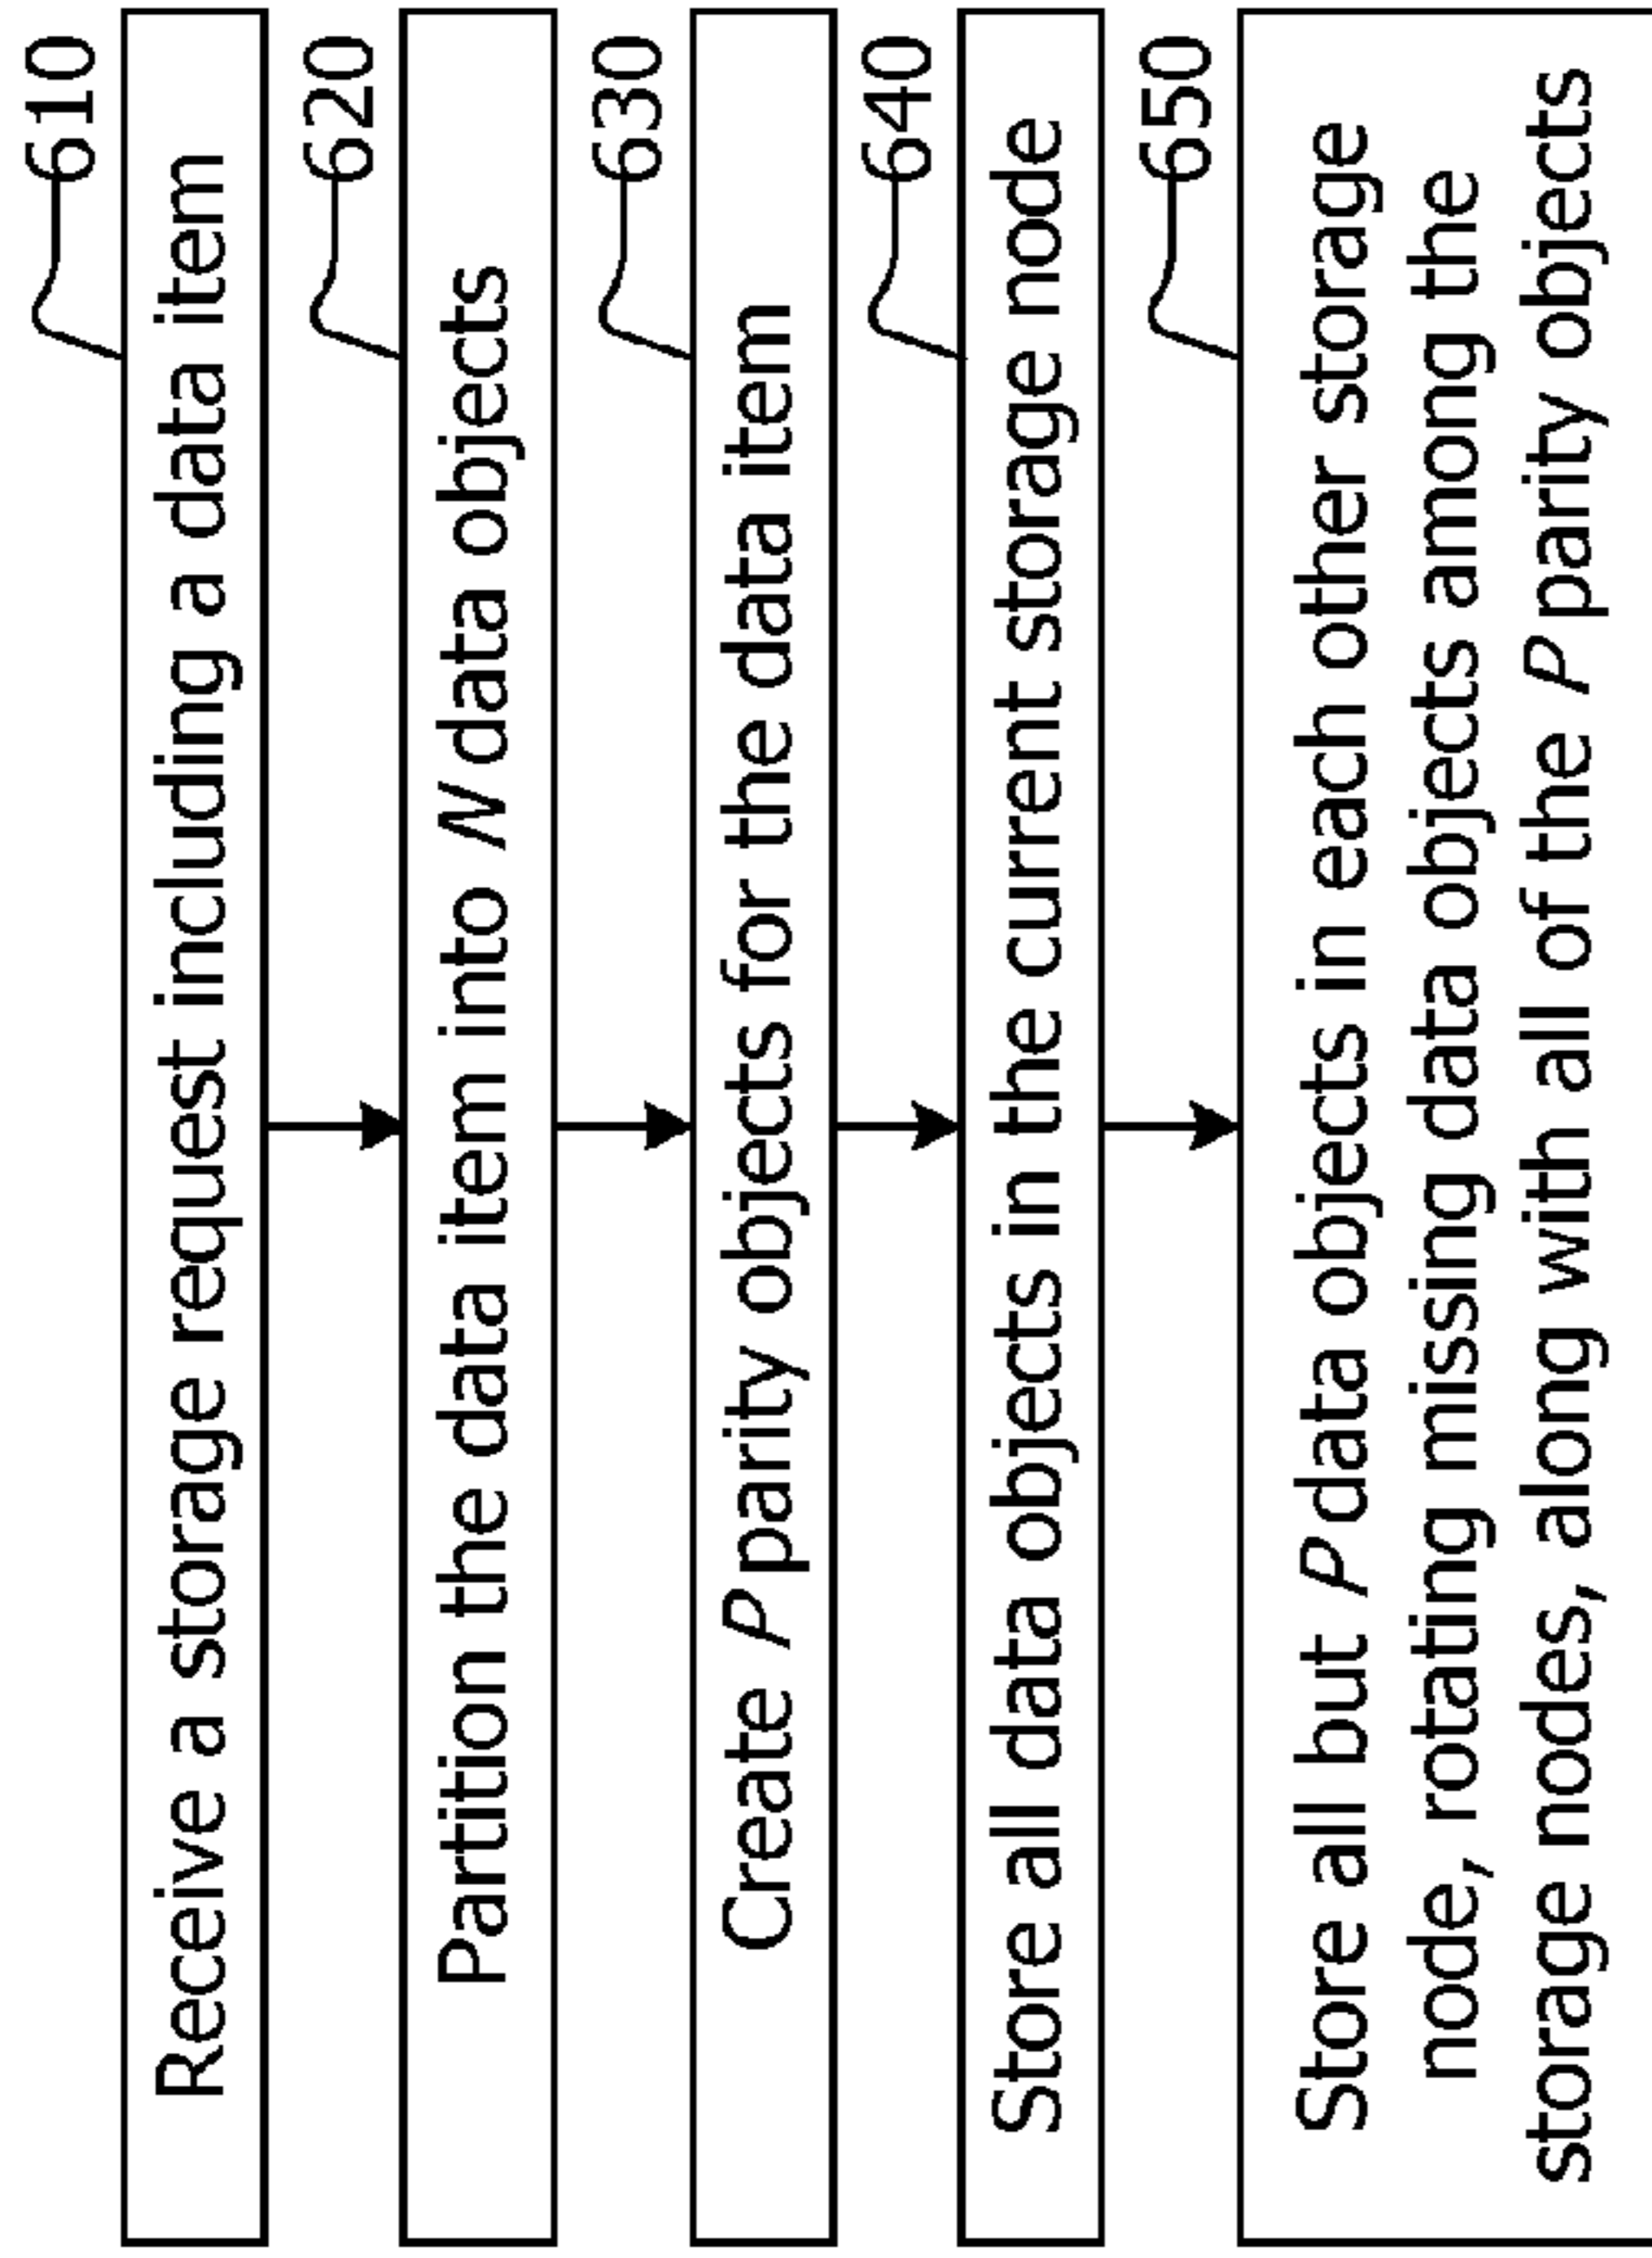 610
Receive a storage request including a data item
620
Partition the data item into N data objects
630
Create P parity objects for the data item
640
Store all data objects in the current storage node
650
Store all but P data objects in each other storage
node, rotating missing data objects among the
storage nodes, along with all of the P parity objects